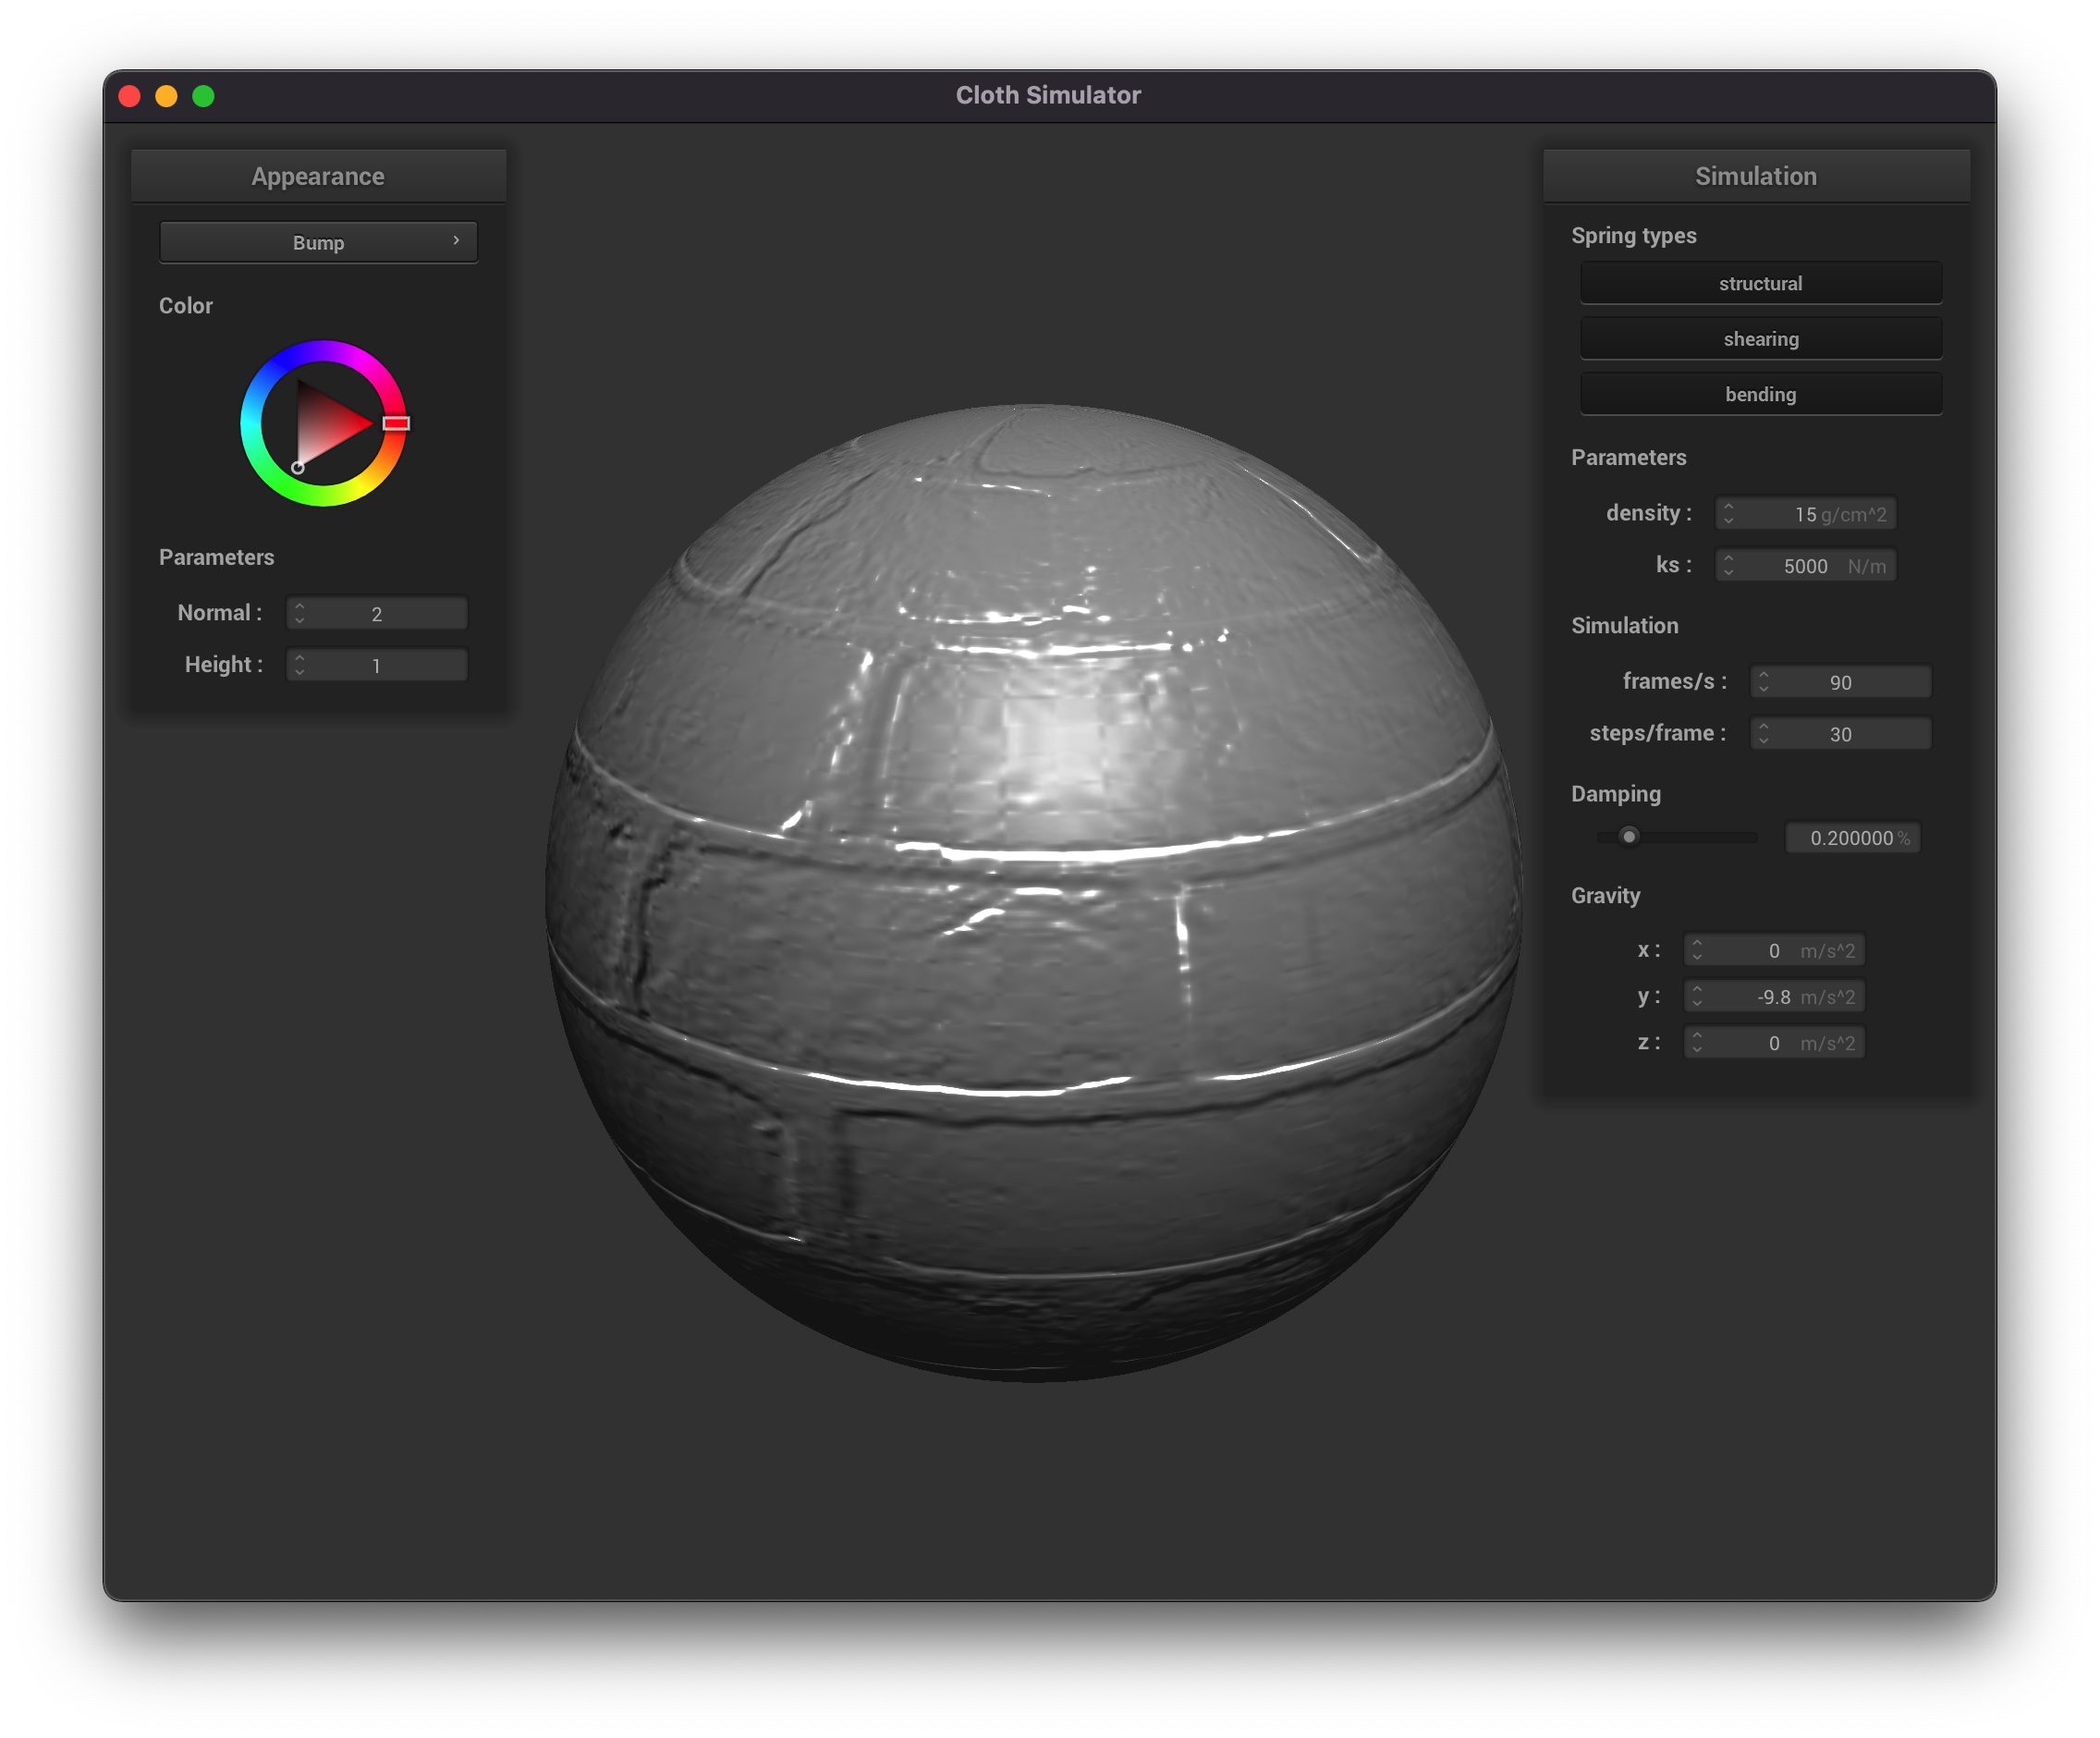 Cloth Simulator
Appearance
Bump
Color
Parameters
Normal : 2
Height : 1
Simulation
Spring types
structural
shearing
bending
Parameters
density : 15 g/cm^2
ks : 5000 N/m
Simulation
frames/s : 90
steps/frame : 30
Damping
0.200000 %
Gravity
x : 0 m/s^2
y : -9.8 m/s^2
z : 0 m/s^2